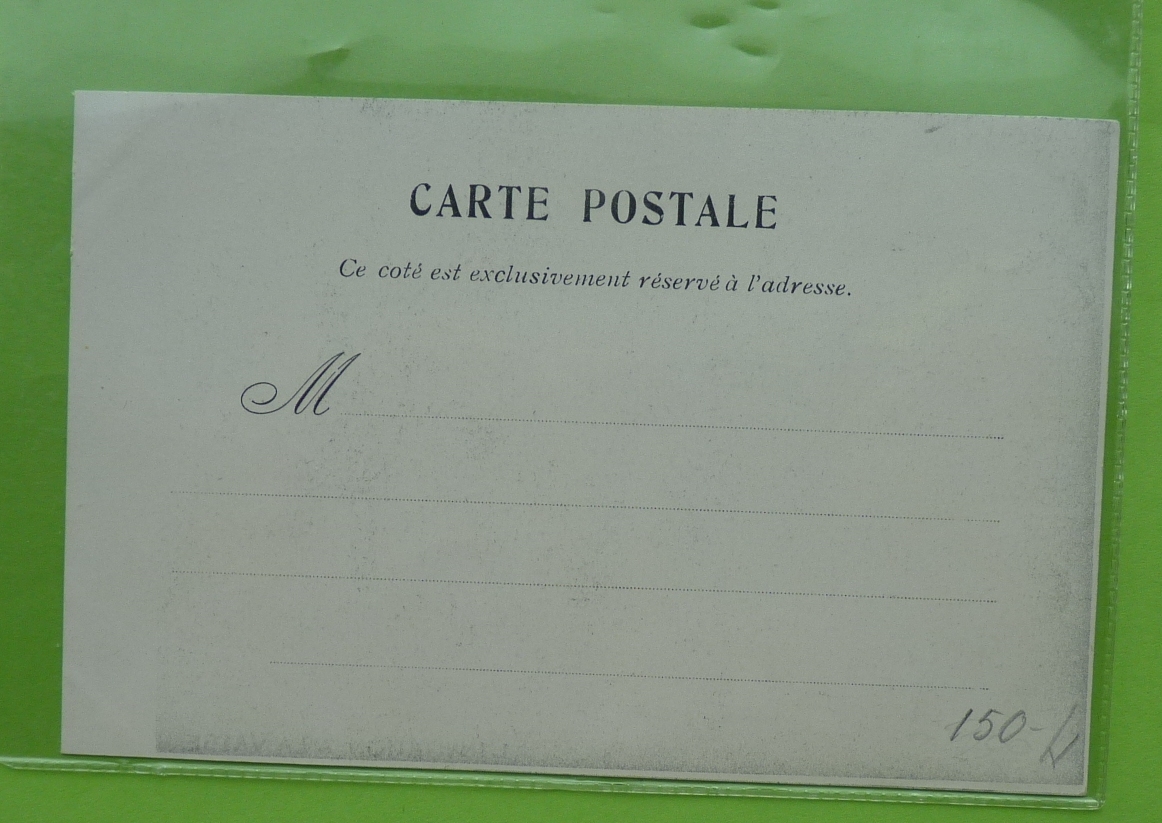 CARTE POSTALE
Ce coté est exclusivement réservé à l'adresse.
M
150-